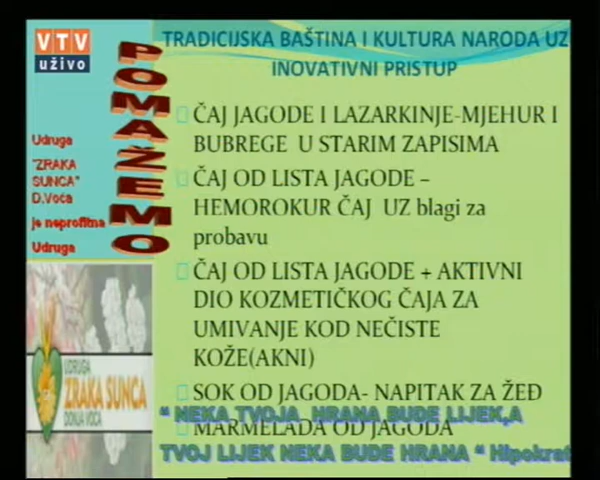 VTV
uživo
POMAŽEMO
Udruga
"ZRAKA
SUNCA"
D.Voća
je neprofitna
Udruga
UDRUGA
ZRAKA SUNCA
DONJA VOĆA
TRADICIJSKA BAŠTINA I KULTURA NARODA UZ
INOVATIVNI PRISTUP
ČAJ JAGODE I LAZARKINJE-MJEHUR I
BUBREGE U STARIM ZAPISIMA
ČAJ OD LISTA JAGODE –
HEMOROKUR ČAJ UZ blagi za
probavu
ČAJ OD LISTA JAGODE + AKTIVNI
DIO KOZMETIČKOG ČAJA ZA
UMIVANJE KOD NEČISTE
KOŽE(AKNI)
SOK OD JAGODA- NAPITAK ZA ŽEĐ
“ NEKA TVOJA HRANA BUDE LIJEK,A
MARMELADA OD JAGODA
TVOJ LIJEK NEKA BUDE HRANA “ Hipokrat